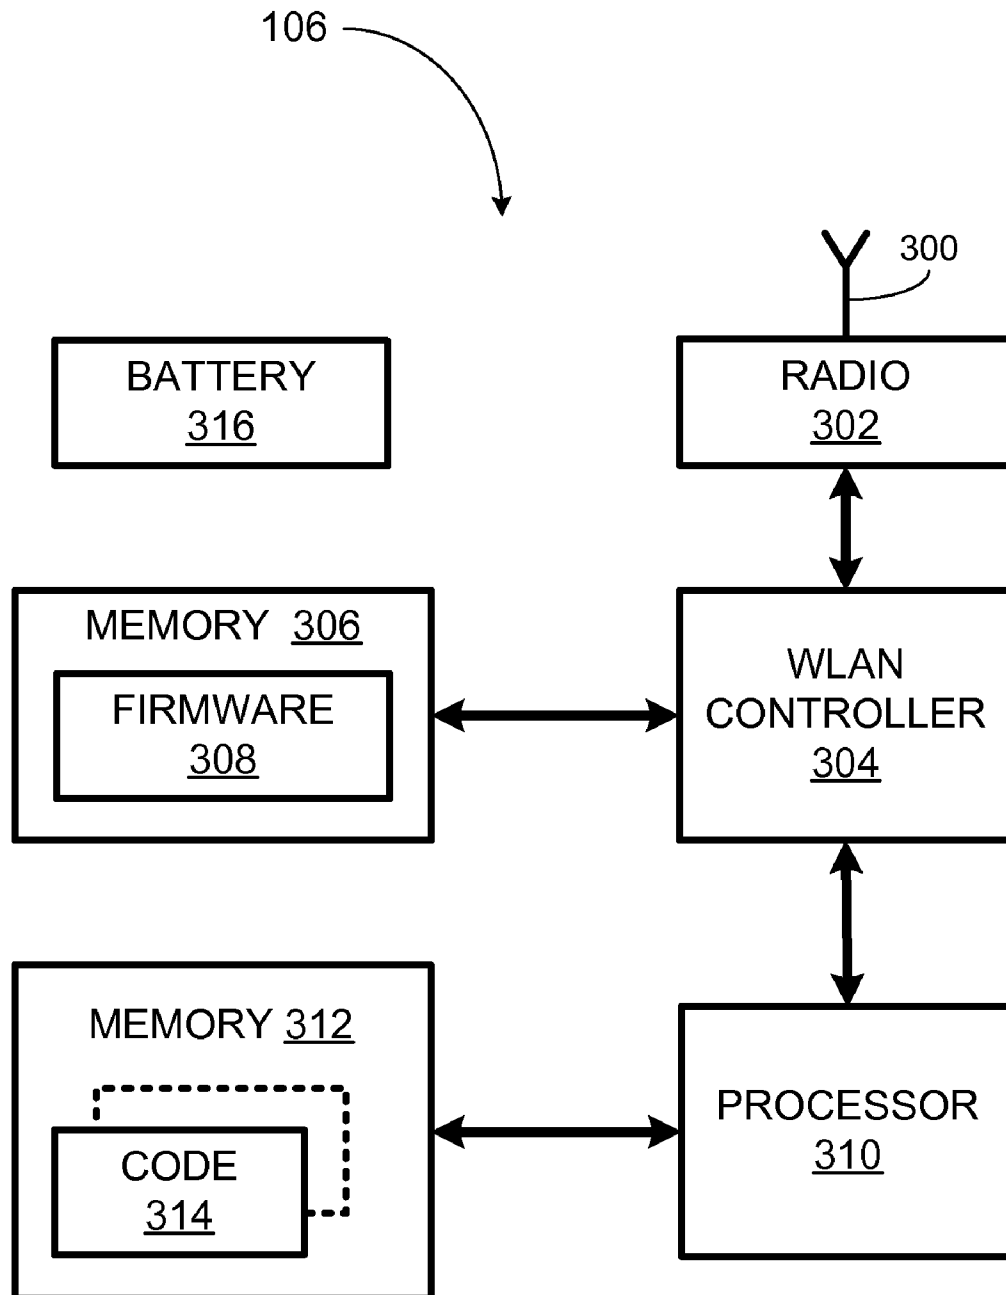 106
300
BATTERY
316
RADIO
302
MEMORY 306
FIRMWARE
308
WLAN
CONTROLLER
304
MEMORY 312
CODE
314
PROCESSOR
310